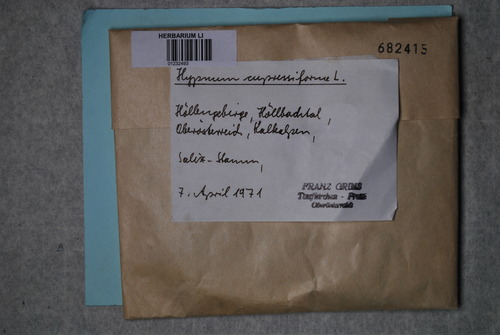 HERBARIUM LI
01232493
682415
Hypnum cupressiforme L.
Höllengebirge, Höllbachtal,
Oberösterreich, Kalkalpen,
Salix-Stamm,
7. April 1971
FRANZ GRIMS
Taufkirchen - Pram
Oberösterreich